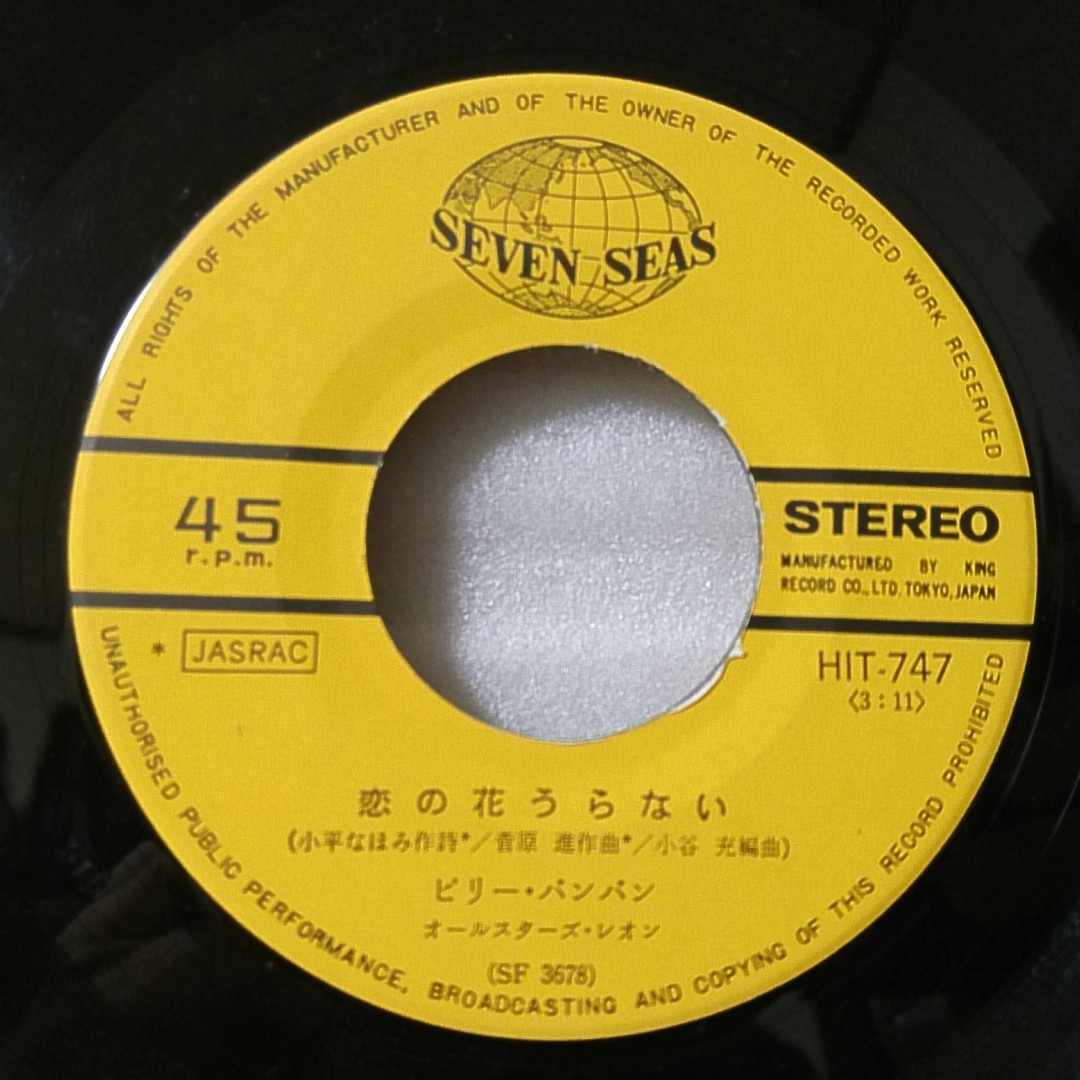 ALL RIGHTS OF THE MANUFACTURER AND OF THE OWNER OF THE RECORDED WORK RESERVED
SEVEN SEAS
45
r.p.m.
STEREO
MANUFACTURED BY KING
RECORD CO., LTD. TOKYO, JAPAN
* JASRAC
HIT-747
〈3:11〉
恋の花うらない
(小平なほみ作詩*/菅原 進作曲*/小谷 充編曲)
ビリー・バンバン
オールスターズ・レオン
(SF 3678)
UNAUTHORISED PUBLIC PERFORMANCE, BROADCASTING AND COPYING OF THIS RECORD PROHIBITED